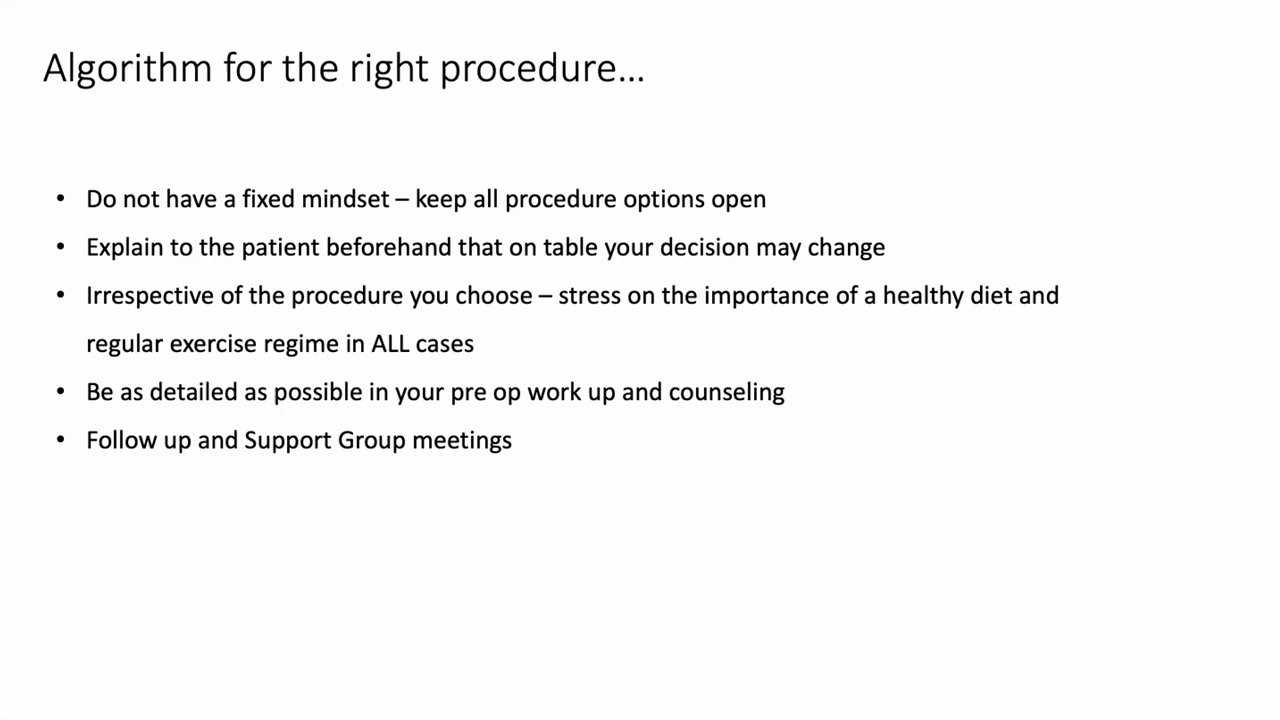 Algorithm for the right procedure...
• Do not have a fixed mindset – keep all procedure options open
• Explain to the patient beforehand that on table your decision may change
• Irrespective of the procedure you choose – stress on the importance of a healthy diet and
regular exercise regime in ALL cases
• Be as detailed as possible in your pre op work up and counseling
• Follow up and Support Group meetings